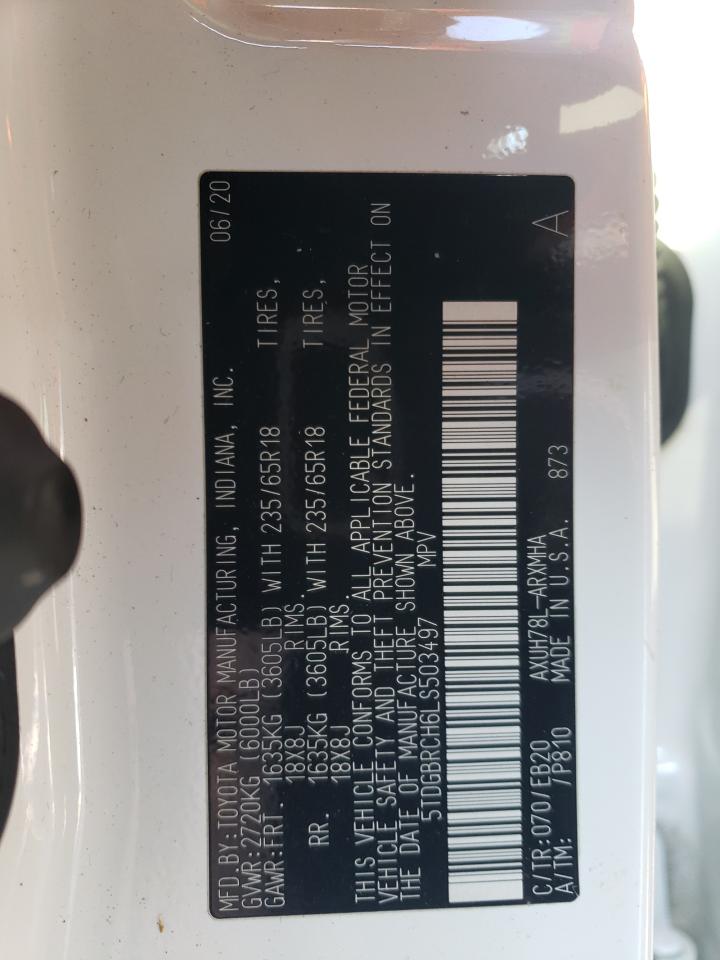 MFD.BY:TOYOTA MOTOR MANUFACTURING, INDIANA, INC. 06/20
GVWR:2720KG (6000LB)
GAWR:FRT. 1635KG (3605LB) WITH 235/65R18 TIRES,
18X8J RIMS.
RR. 1635KG (3605LB) WITH 235/65R18 TIRES,
18X8J RIMS.
THIS VEHICLE CONFORMS TO ALL APPLICABLE FEDERAL MOTOR
VEHICLE SAFETY AND THEFT PREVENTION STANDARDS IN EFFECT ON
THE DATE OF MANUFACTURE SHOWN ABOVE.
5TDGBRCH6LS503497 MPV
C/TR:070/EB20 AXUH78L-ARXMHA A
A/TM: /P810 MADE IN U.S.A. 873